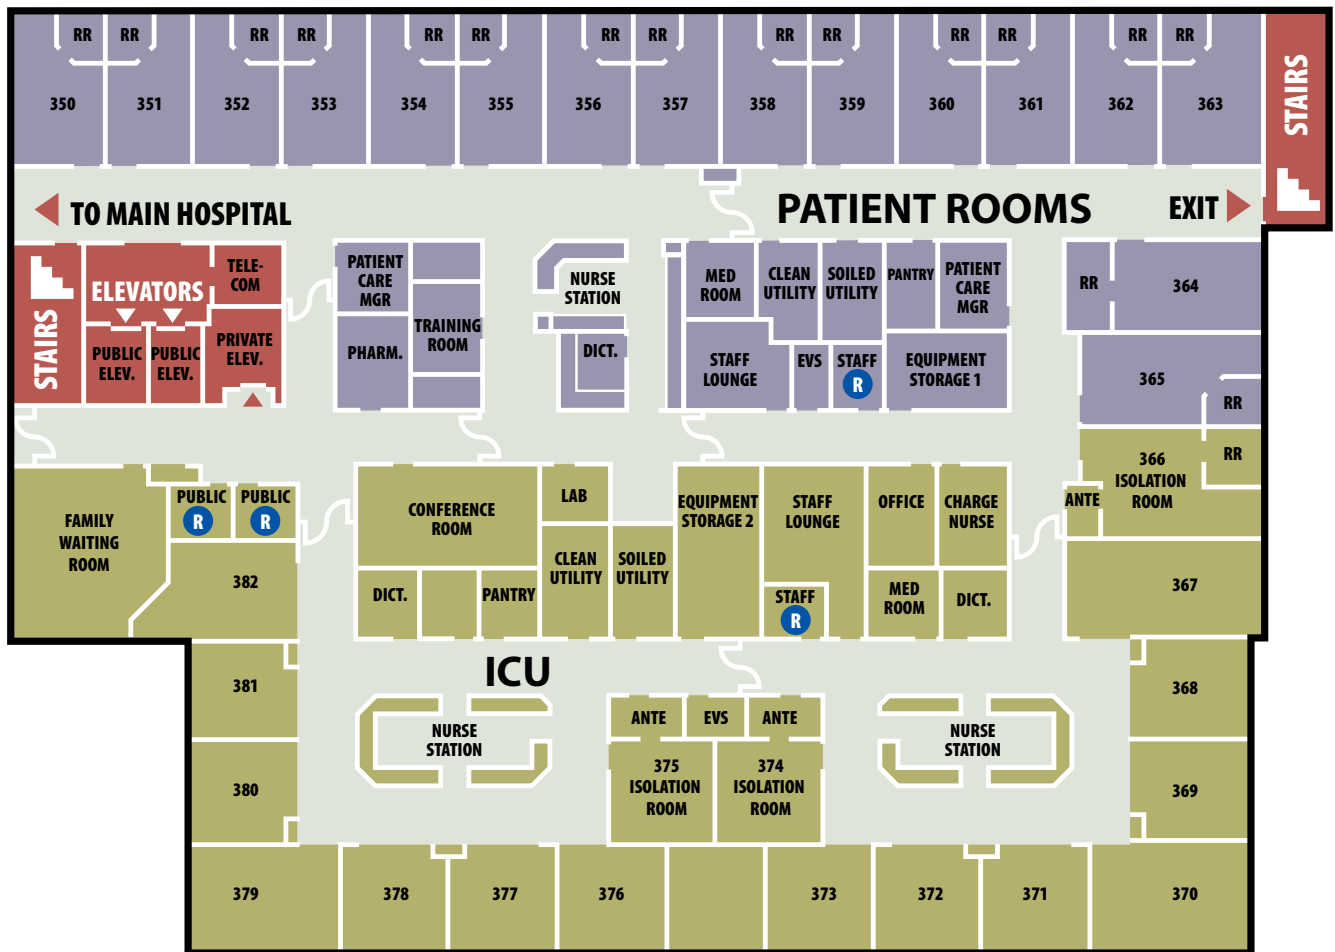 RR RR RR RR RR RR RR RR RR RR RR RR RR RR
350 351 352 353 354 355 356 357 358 359 360 361 362 363
STAIRS
TO MAIN HOSPITAL
PATIENT ROOMS
EXIT
STAIRS
ELEVATORS
TELE-
COM
PUBLIC
ELEV.
PUBLIC
ELEV.
PRIVATE
ELEV.
PATIENT
CARE
MGR
PHARM.
TRAINING
ROOM
NURSE
STATION
DICT.
MED
ROOM
CLEAN
UTILITY
SOILED
UTILITY
PANTRY
PATIENT
CARE
MGR
STAFF
LOUNGE
EVS
STAFF
R
EQUIPMENT
STORAGE 1
RR
364
365
RR
366
ISOLATION
ROOM
RR
ANTE
FAMILY
WAITING
ROOM
PUBLIC
R
PUBLIC
R
382
CONFERENCE
ROOM
LAB
DICT.
PANTRY
CLEAN
UTILITY
SOILED
UTILITY
EQUIPMENT
STORAGE 2
STAFF
LOUNGE
STAFF
R
OFFICE
CHARGE
NURSE
MED
ROOM
DICT.
367
ICU
381
380
NURSE
STATION
ANTE
EVS
ANTE
375
ISOLATION
ROOM
374
ISOLATION
ROOM
NURSE
STATION
368
369
379 378 377 376 373 372 371 370